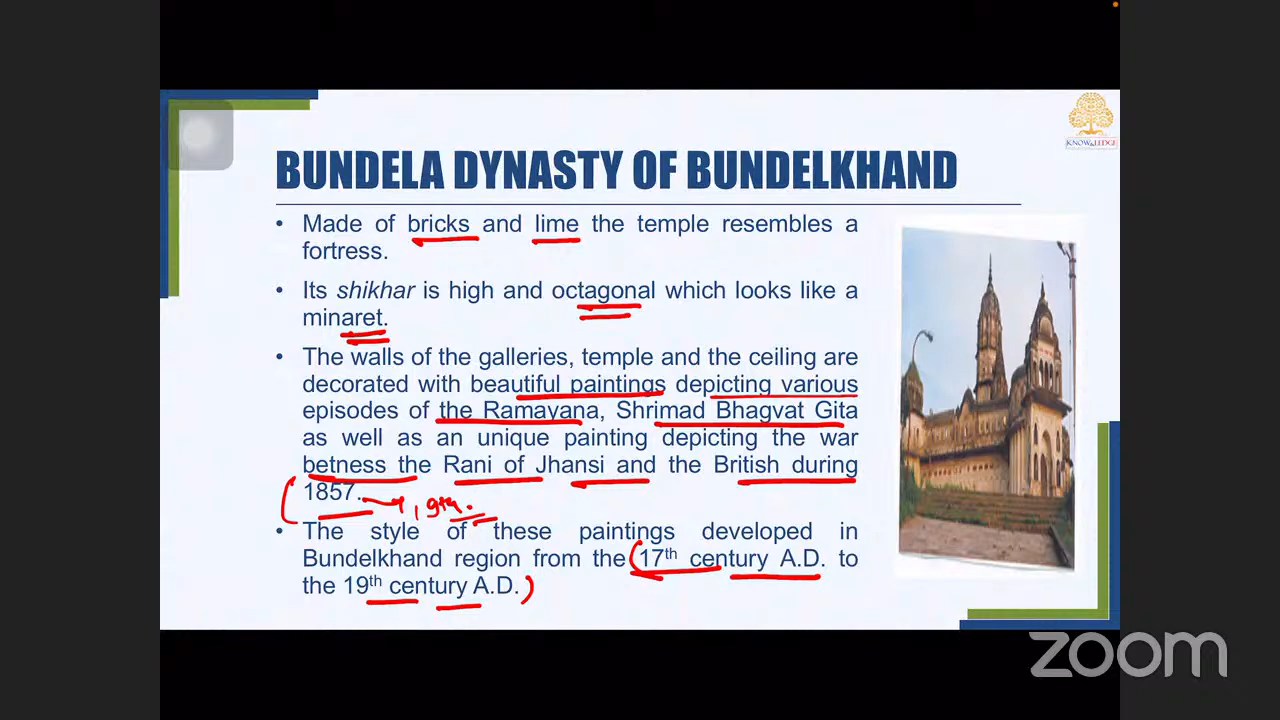 KNOWLEDGE
BUNDELA DYNASTY OF BUNDELKHAND
• Made of bricks and lime the temple resembles a
fortress.
• Its shikhar is high and octagonal which looks like a
minaret.
• The walls of the galleries, temple and the ceiling are
decorated with beautiful paintings depicting various
episodes of the Ramayana, Shrimad Bhagvat Gita
as well as an unique painting depicting the war
betness the Rani of Jhansi and the British during
1857. 19th.
• The style of these paintings developed in
Bundelkhand region from the (17th century A.D. to
the 19th century A.D.)
zoom